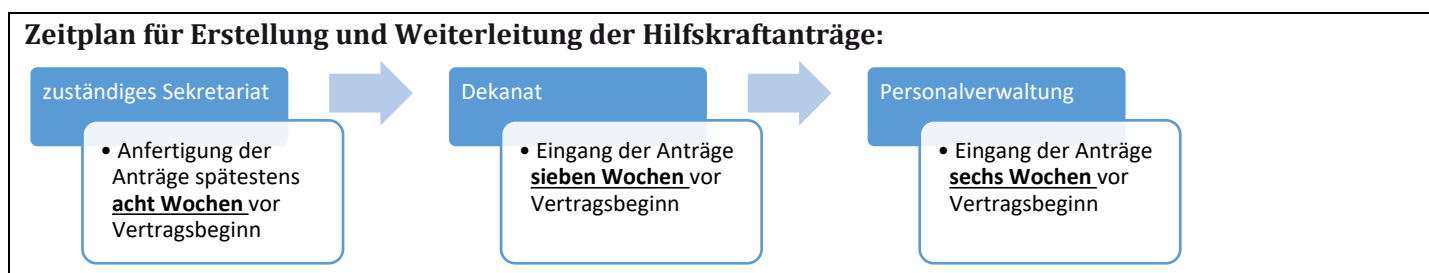 Zeitplan für Erstellung und Weiterleitung der Hilfskraftanträge:
zuständiges Sekretariat
• Anfertigung der
Anträge spätestens
acht Wochen vor
Vertragsbeginn
Dekanat
• Eingang der Anträge
sieben Wochen vor
Vertragsbeginn
Personalverwaltung
• Eingang der Anträge
sechs Wochen vor
Vertragsbeginn